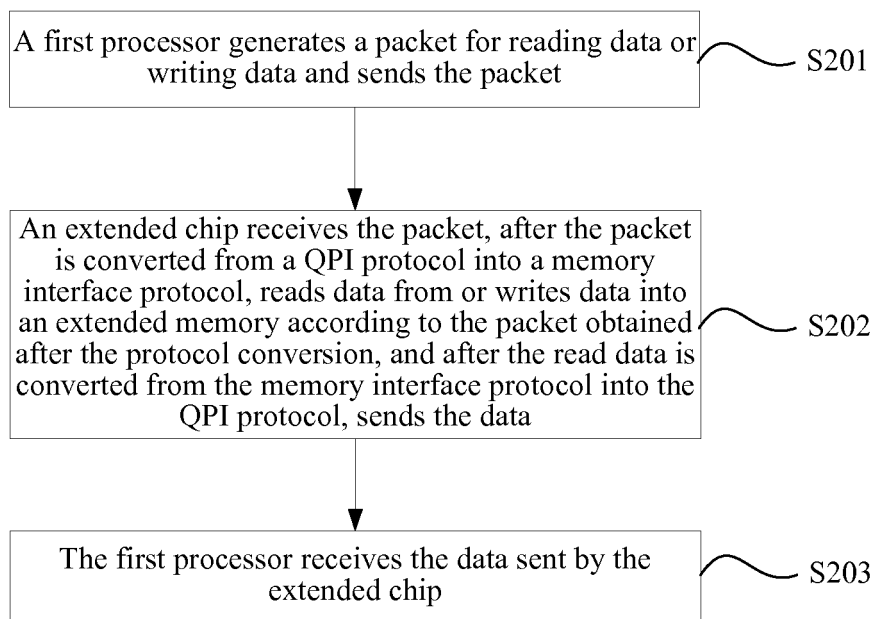 A first processor generates a packet for reading data or
writing data and sends the packet
S201
An extended chip receives the packet, after the packet
is converted from a QPI protocol into a memory
interface protocol, reads data from or writes data into
an extended memory according to the packet obtained
after the protocol conversion, and after the read data is
converted from the memory interface protocol into the
QPI protocol, sends the data
S202
The first processor receives the data sent by the
extended chip
S203